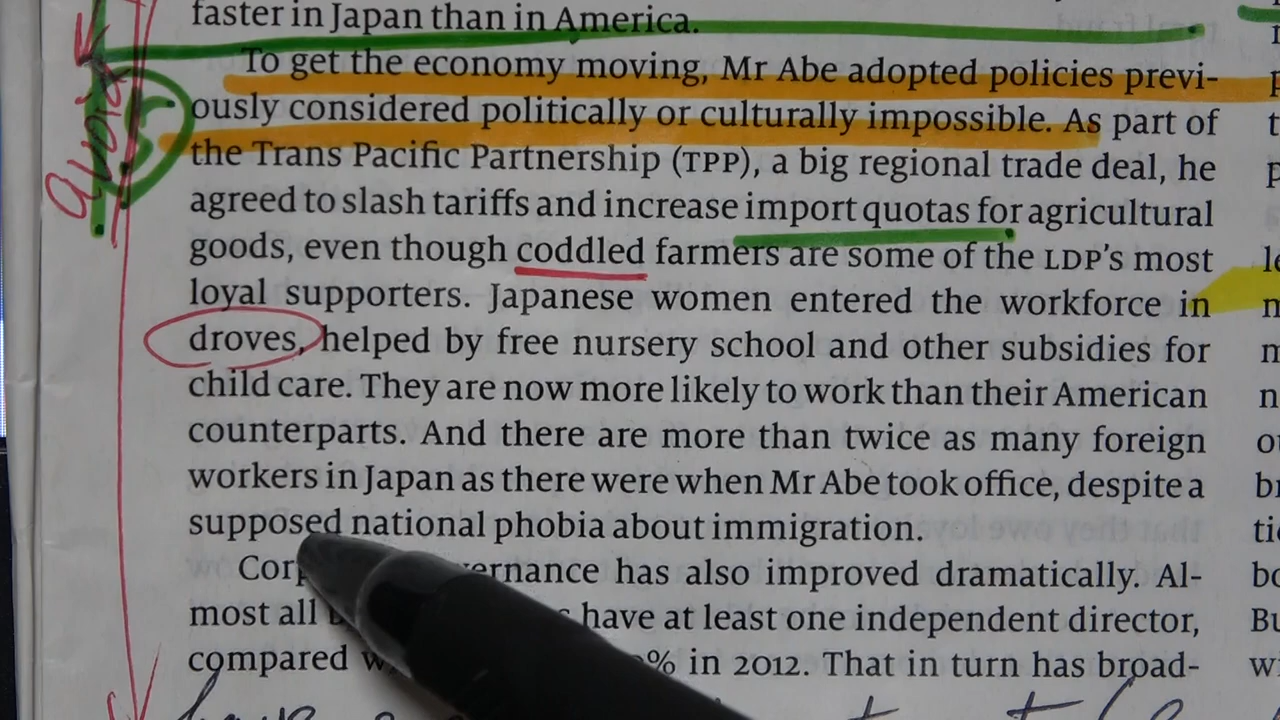 faster in Japan than in America.
To get the economy moving, Mr Abe adopted policies previ-
ously considered politically or culturally impossible. As part of
the Trans Pacific Partnership (TPP), a big regional trade deal, he
agreed to slash tariffs and increase import quotas for agricultural
goods, even though coddled farmers are some of the LDP's most
loyal supporters. Japanese women entered the workforce in
droves, helped by free nursery school and other subsidies for
child care. They are now more likely to work than their American
counterparts. And there are more than twice as many foreign
workers in Japan as there were when Mr Abe took office, despite a
supposed national phobia about immigration.
has also improved dramatically. Al-
most all have at least one independent director,
compared in 2012. That in turn has broad-